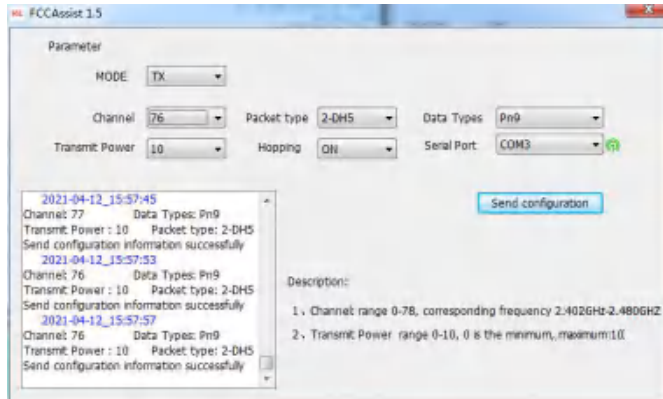 FCCAssist 1.5
Parameter
MODE TX
Channel 76 Packet type 2-DH5 Data Types Pn9
Transmit Power 10 Hopping ON Serial Port COM3
Send configuration
2021-04-12_15:57:45
Channel: 77 Data Types: Pn9
Transmit Power : 10 Packet type: 2-DH5
Send configuration information successfully
2021-04-12_15:57:53
Channel: 76 Data Types: Pn9
Transmit Power : 10 Packet type: 2-DH5
Send configuration information successfully
2021-04-12_15:57:57
Channel: 76 Data Types: Pn9
Transmit Power : 10 Packet type: 2-DH5
Send configuration information successfully
Description:
1、Channel: range 0-78, corresponding frequency 2.402GHz-2.480GHZ
2、Transmit Power range 0-10, 0 is the minimum, maximum:10